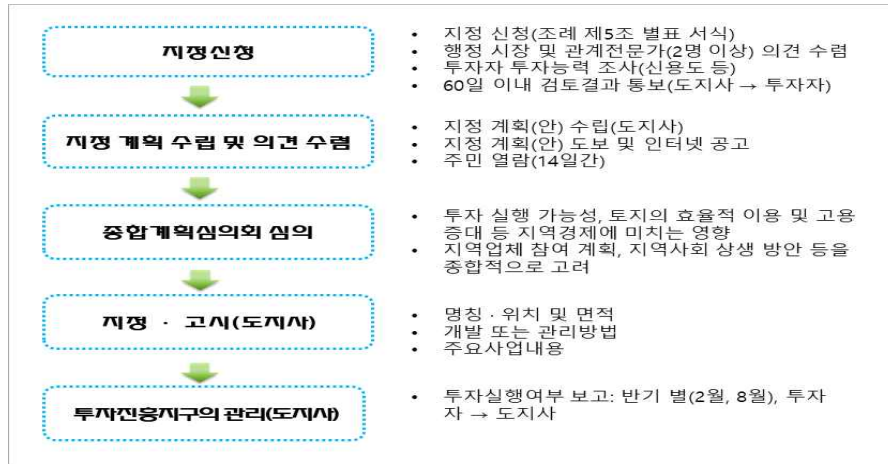 지정신청
• 지정 신청(조례 제5조 별표 서식)
• 행정 시장 및 관계전문가(2명 이상) 의견 수렴
• 투자자 투자능력 조사(신용도 등)
• 60일 이내 검토결과 통보(도지사 → 투자자)
지정 계획 수립 및 의견 수렴
• 지정 계획(안) 수립(도지사)
• 지정 계획(안) 도보 및 인터넷 공고
• 주민 열람(14일간)
종합계획심의회 심의
• 투자 실행 가능성, 토지의 효율적 이용 및 고용
증대 등 지역경제에 미치는 영향
• 지역업체 참여 계획, 지역사회 상생 방안 등을
종합적으로 고려
지정 · 고시(도지사)
• 명칭 · 위치 및 면적
• 개발 또는 관리방법
• 주요사업내용
투자진흥지구의 관리(도지사)
• 투자실행여부 보고: 반기 별(2월, 8월), 투자
자 → 도지사